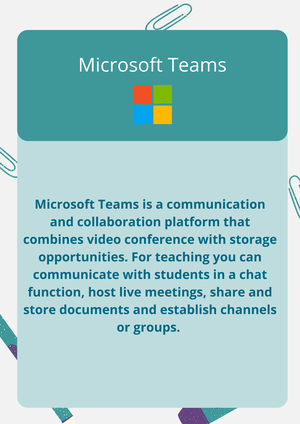 Microsoft Teams
Microsoft Teams is a communication
and collaboration platform that
combines video conference with storage
opportunities. For teaching you can
communicate with students in a chat
function, host live meetings, share and
store documents and establish channels
or groups.